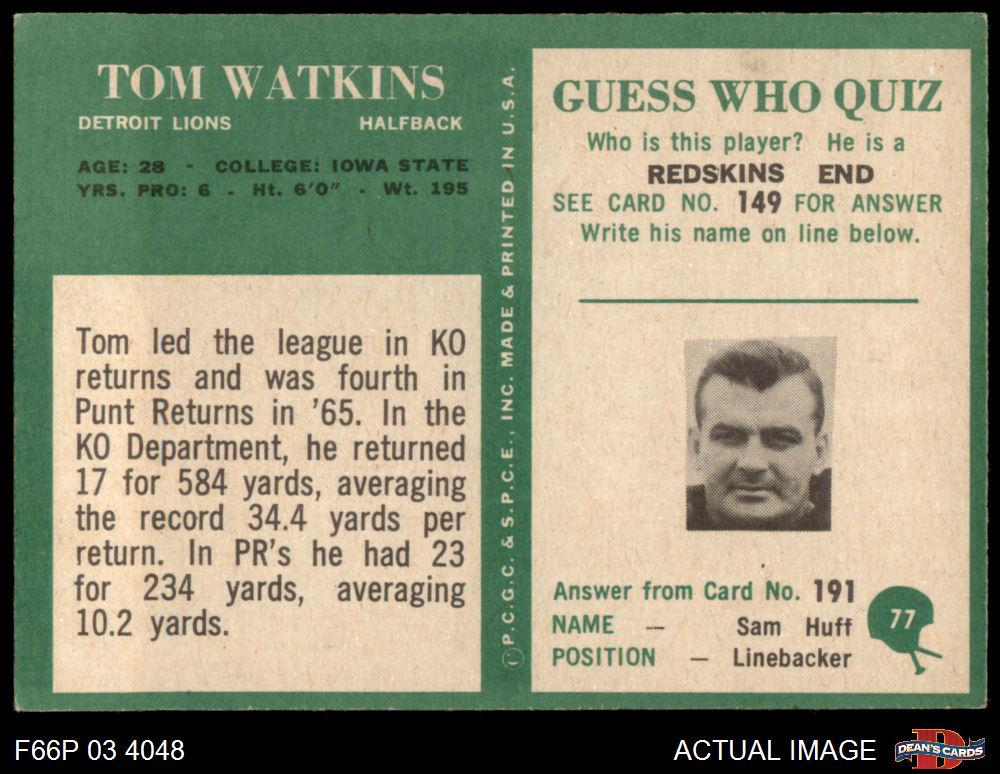 TOM WATKINS
DETROIT LIONS HALFBACK
AGE: 28 - COLLEGE: IOWA STATE
YRS. PRO: 6 - Ht. 6'0" - Wt. 195
Tom led the league in KO
returns and was fourth in
Punt Returns in '65. In the
KO Department, he returned
17 for 584 yards, averaging
the record 34.4 yards per
return. In PR's he had 23
for 234 yards, averaging
10.2 yards.
©P.C.G.C. & S.P.C.E., INC. MADE & PRINTED IN U.S.A.
GUESS WHO QUIZ
Who is this player? He is a
REDSKINS END
SEE CARD NO. 149 FOR ANSWER
Write his name on line below.
Answer from Card No. 191
NAME — Sam Huff
POSITION — Linebacker
77
F66P 03 4048
ACTUAL IMAGE
D
DEAN'S CARDS